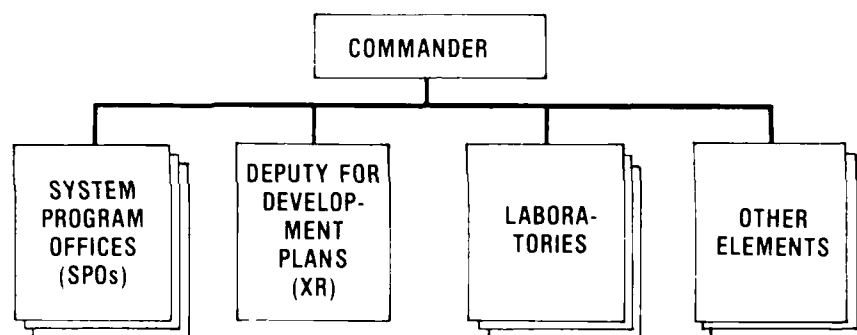 COMMANDER
SYSTEM
PROGRAM
OFFICES
(SPOs)
DEPUTY FOR
DEVELOP-
MENT
PLANS
(XR)
LABORA-
TORIES
OTHER
ELEMENTS